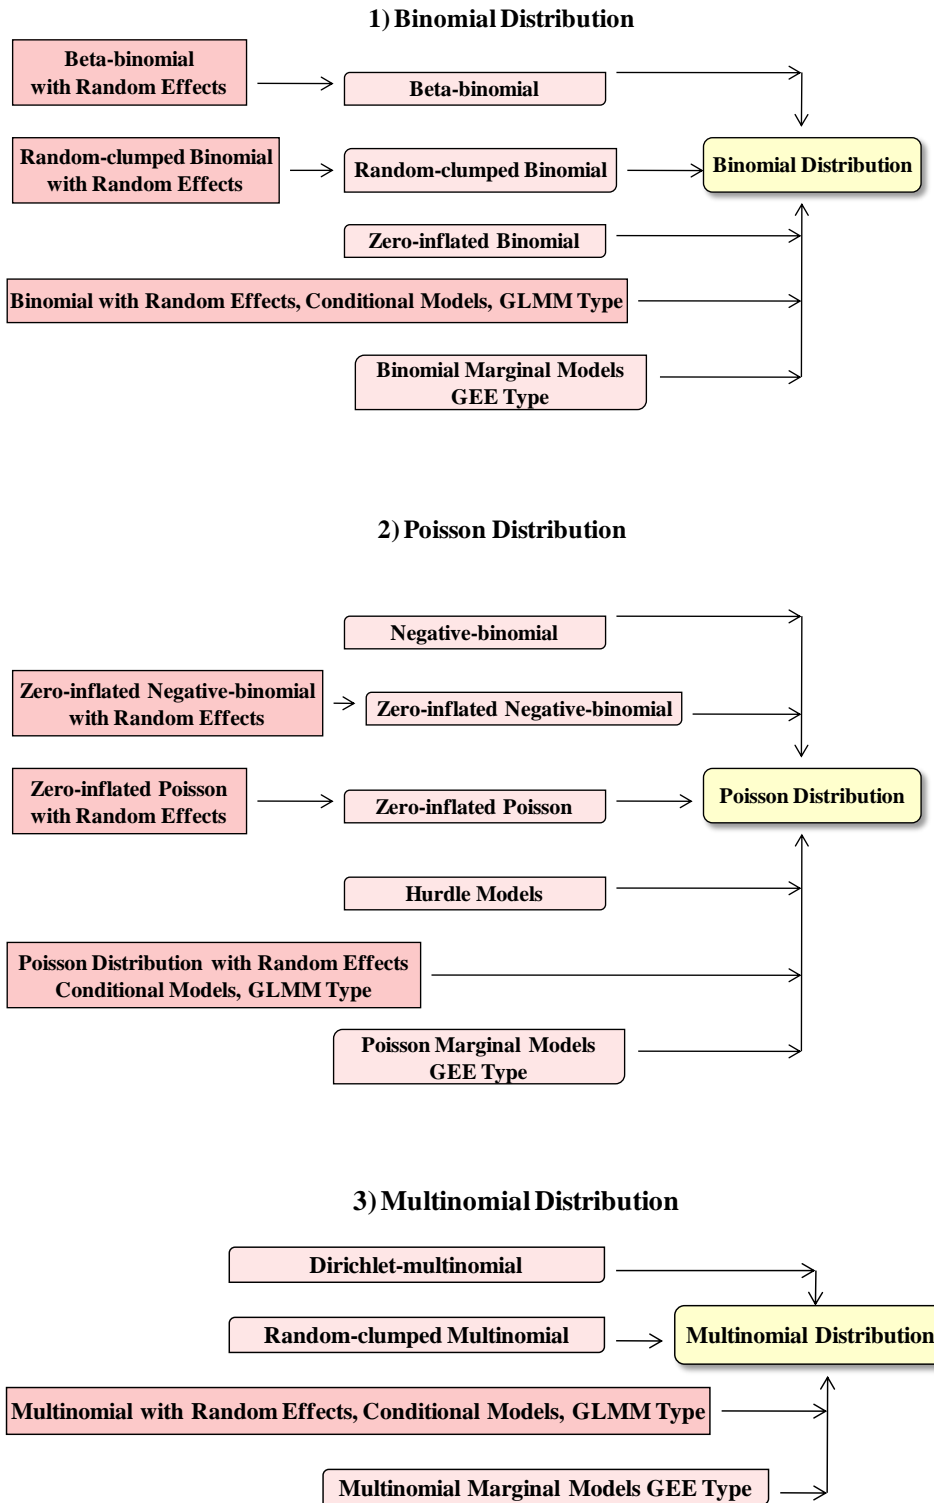 1) Binomial Distribution
Beta-binomial
with Random Effects
Beta-binomial
Random-clumped Binomial
with Random Effects
Random-clumped Binomial
Binomial Distribution
Zero-inflated Binomial
Binomial with Random Effects, Conditional Models, GLMM Type
Binomial Marginal Models
GEE Type
2) Poisson Distribution
Negative-binomial
Zero-inflated Negative-binomial
with Random Effects
Zero-inflated Negative-binomial
Zero-inflated Poisson
with Random Effects
Zero-inflated Poisson
Poisson Distribution
Hurdle Models
Poisson Distribution with Random Effects
Conditional Models, GLMM Type
Poisson Marginal Models
GEE Type
3) Multinomial Distribution
Dirichlet-multinomial
Random-clumped Multinomial
Multinomial Distribution
Multinomial with Random Effects, Conditional Models, GLMM Type
Multinomial Marginal Models GEE Type